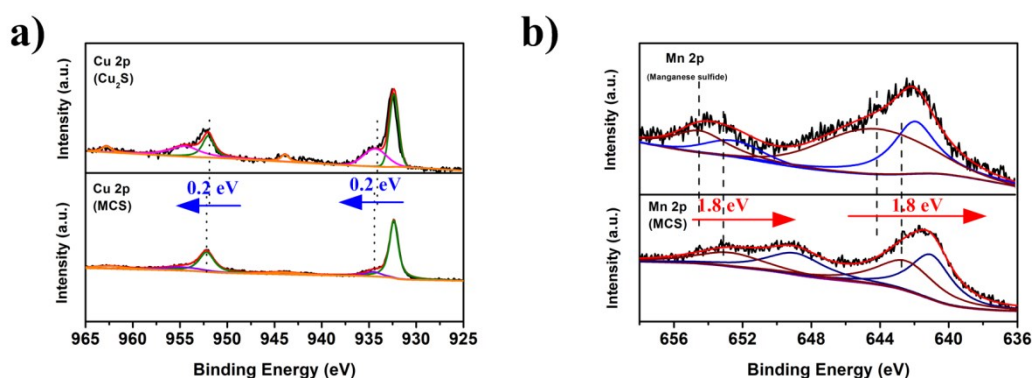 a)
Cu 2p
(Cu₂S)
Intensity (a.u.)
0.2 eV
0.2 eV
Cu 2p
(MCS)
Intensity (a.u.)
965 960 955 950 945 940 935 930 925
Binding Energy (eV)
b)
Mn 2p
(Manganese sulfide)
Intensity (a.u.)
Mn 2p
(MCS)
1.8 eV
1.8 eV
Intensity (a.u.)
656 652 648 644 640 636
Binding Energy (eV)